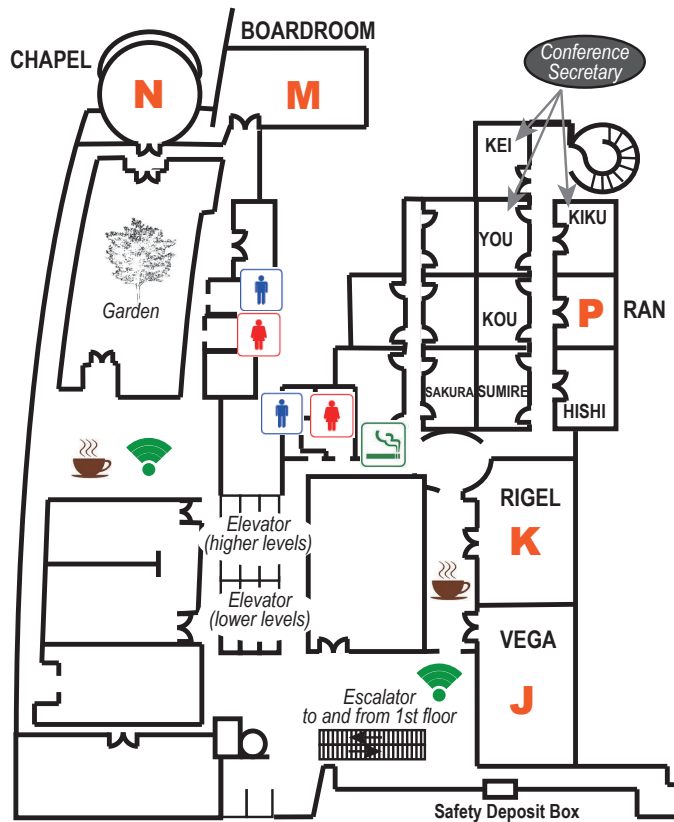 BOARDROOM
CHAPEL
N
M
Conference
Secretary
KEI
KIKU
YOU
Garden
P
RAN
KOU
SAKURA
SUMIRE
HISHI
RIGEL
K
Elevator
(higher levels)
Elevator
(lower levels)
VEGA
J
Escalator
to and from 1st floor
Safety Deposit Box